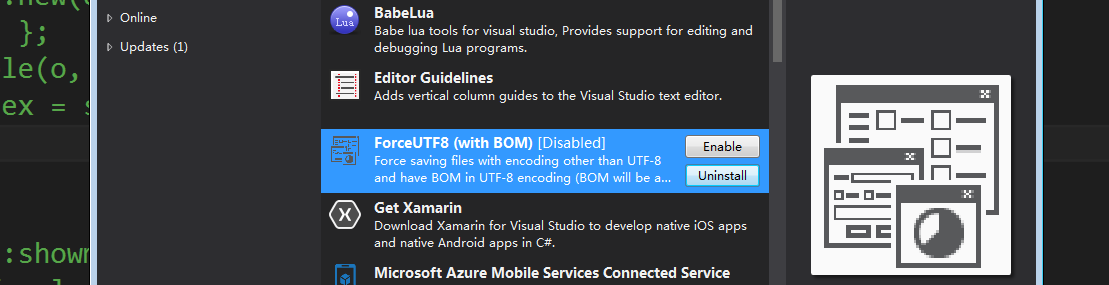 :new(
};
le(o,
ex = s
:show
Online
Updates (1)
Lua
BabeLua
Babe lua tools for visual studio, Provides support for editing and
debugging Lua programs.
Editor Guidelines
Adds vertical column guides to the Visual Studio text editor.
ForceUTF8 (with BOM) [Disabled]
Force saving files with encoding other than UTF-8
and have BOM in UTF-8 encoding (BOM will be a...
Enable
Uninstall
Get Xamarin
Download Xamarin for Visual Studio to develop native iOS apps
and native Android apps in C#.
Microsoft Azure Mobile Services Connected Service